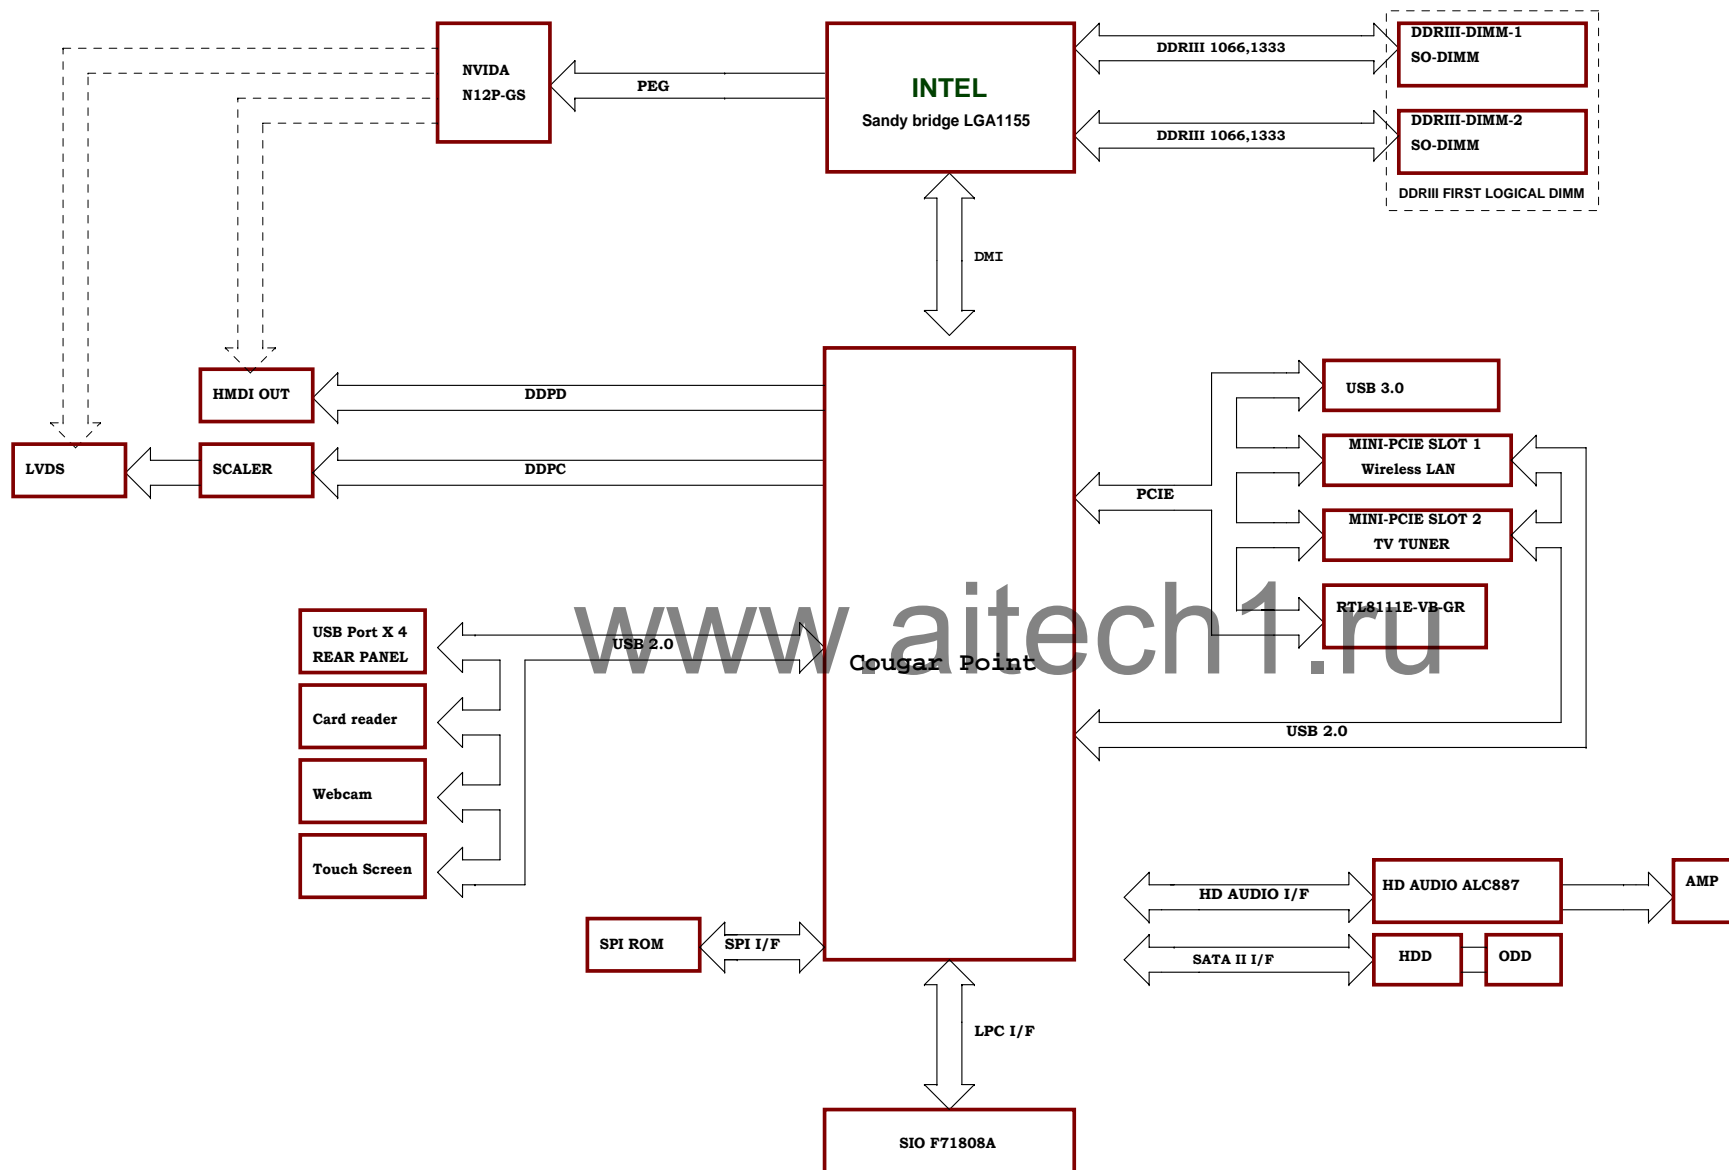 NVIDA
N12P-GS
PEG
INTEL
Sandy bridge LGA1155
DDRIII 1066,1333
DDRIII-DIMM-1
SO-DIMM
DDRIII 1066,1333
DDRIII-DIMM-2
SO-DIMM
DDRIII FIRST LOGICAL DIMM
DMI
HMDI OUT
DDPD
LVDS
SCALER
DDPC
USB 3.0
MINI-PCIE SLOT 1
Wireless LAN
PCIE
MINI-PCIE SLOT 2
TV TUNER
RTL8111E-VB-GR
www.aitech1.ru
USB Port X 4
REAR PANEL
USB 2.0
Cougar Point
Card reader
USB 2.0
Webcam
Touch Screen
HD AUDIO I/F
HD AUDIO ALC887
AMP
SPI ROM
SPI I/F
SATA II I/F
HDD
ODD
LPC I/F
SIO F71808A